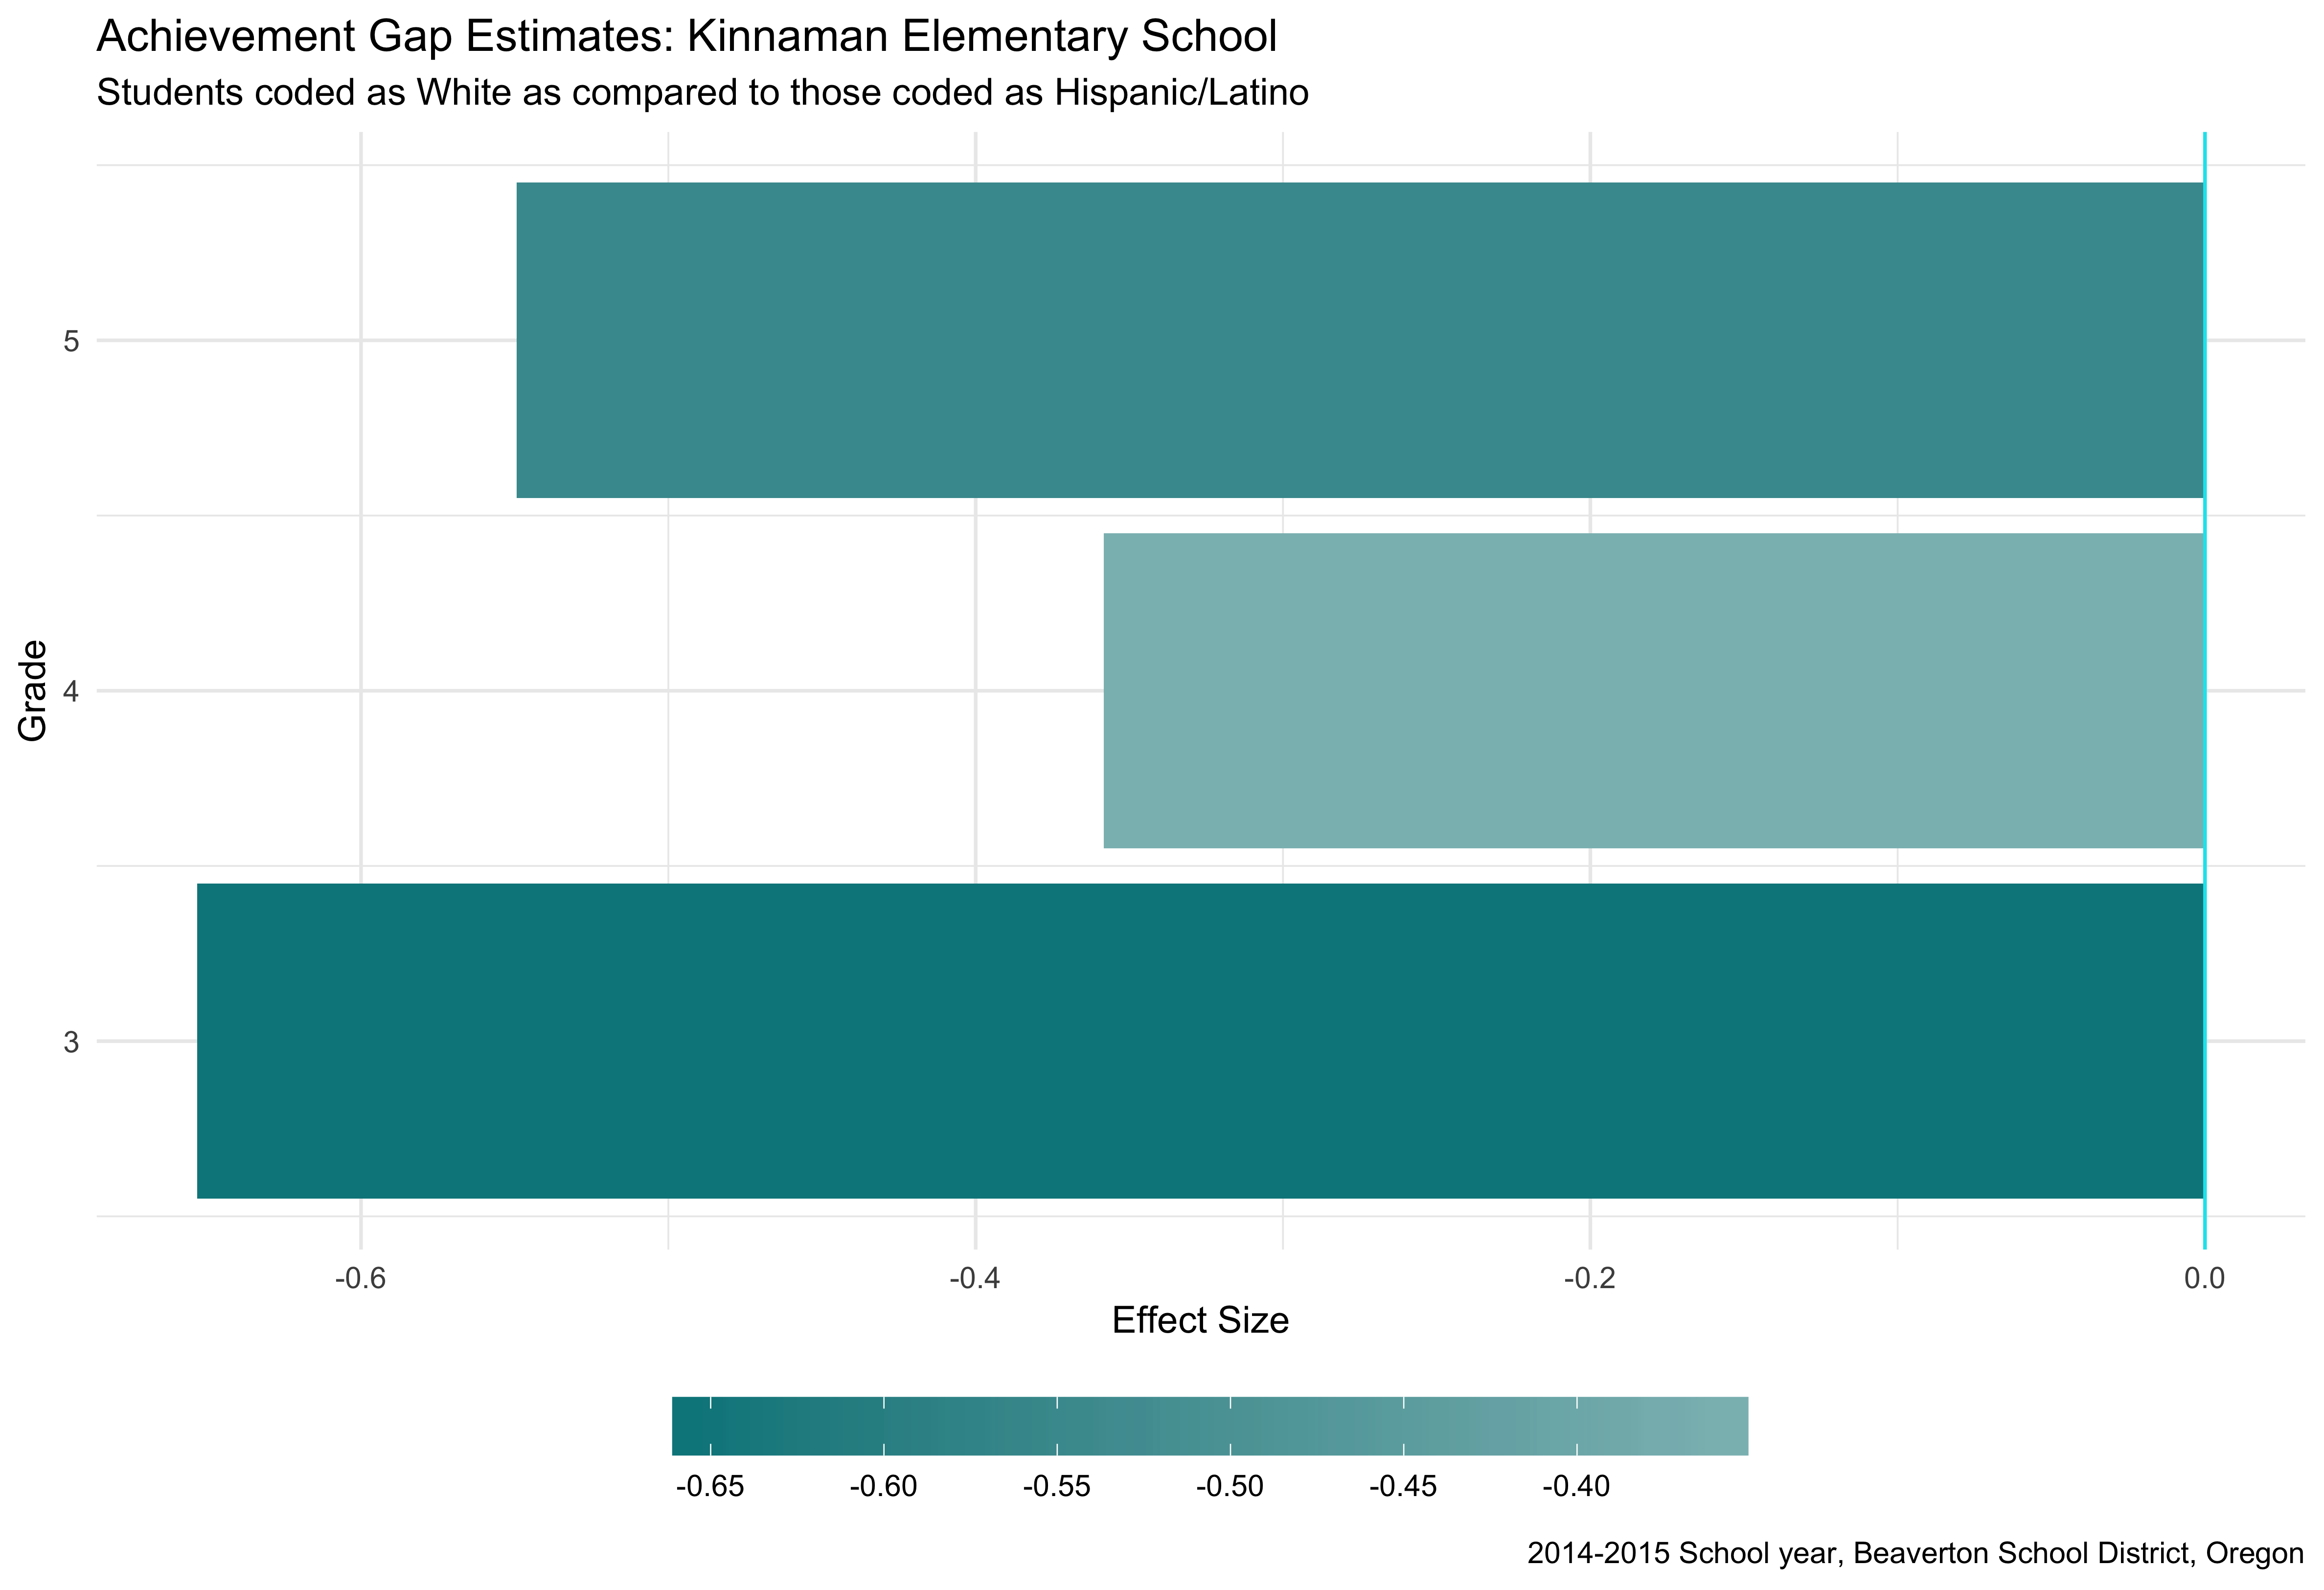 Achievement Gap Estimates: Kinnaman Elementary School
Students coded as White as compared to those coded as Hispanic/Latino
5
4
3
Grade
-0.6 -0.4 -0.2 0.0
Effect Size
-0.65 -0.60 -0.55 -0.50 -0.45 -0.40
2014-2015 School year, Beaverton School District, Oregon